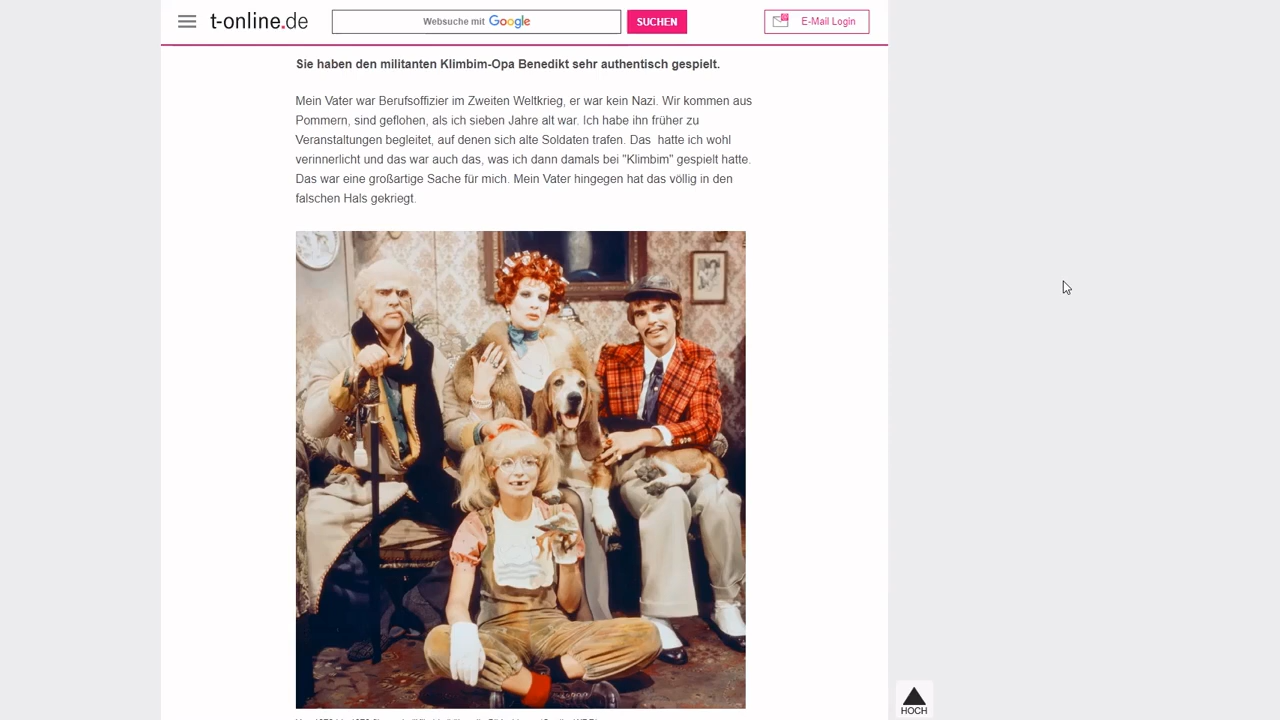 t-online.de
Websuche mit Google
SUCHEN
E-Mail Login
Sie haben den militanten Klimbim-Opa Benedikt sehr authentisch gespielt.
Mein Vater war Berufsoffizier im Zweiten Weltkrieg, er war kein Nazi. Wir kommen aus
Pommern, sind geflohen, als ich sieben Jahre alt war. Ich habe ihn früher zu
Veranstaltungen begleitet, auf denen sich alte Soldaten trafen. Das  hatte ich wohl
verinnerlicht und das war auch das, was ich dann damals bei "Klimbim" gespielt hatte.
Das war eine großartige Sache für mich. Mein Vater hingegen hat das völlig in den
falschen Hals gekriegt.
HOCH